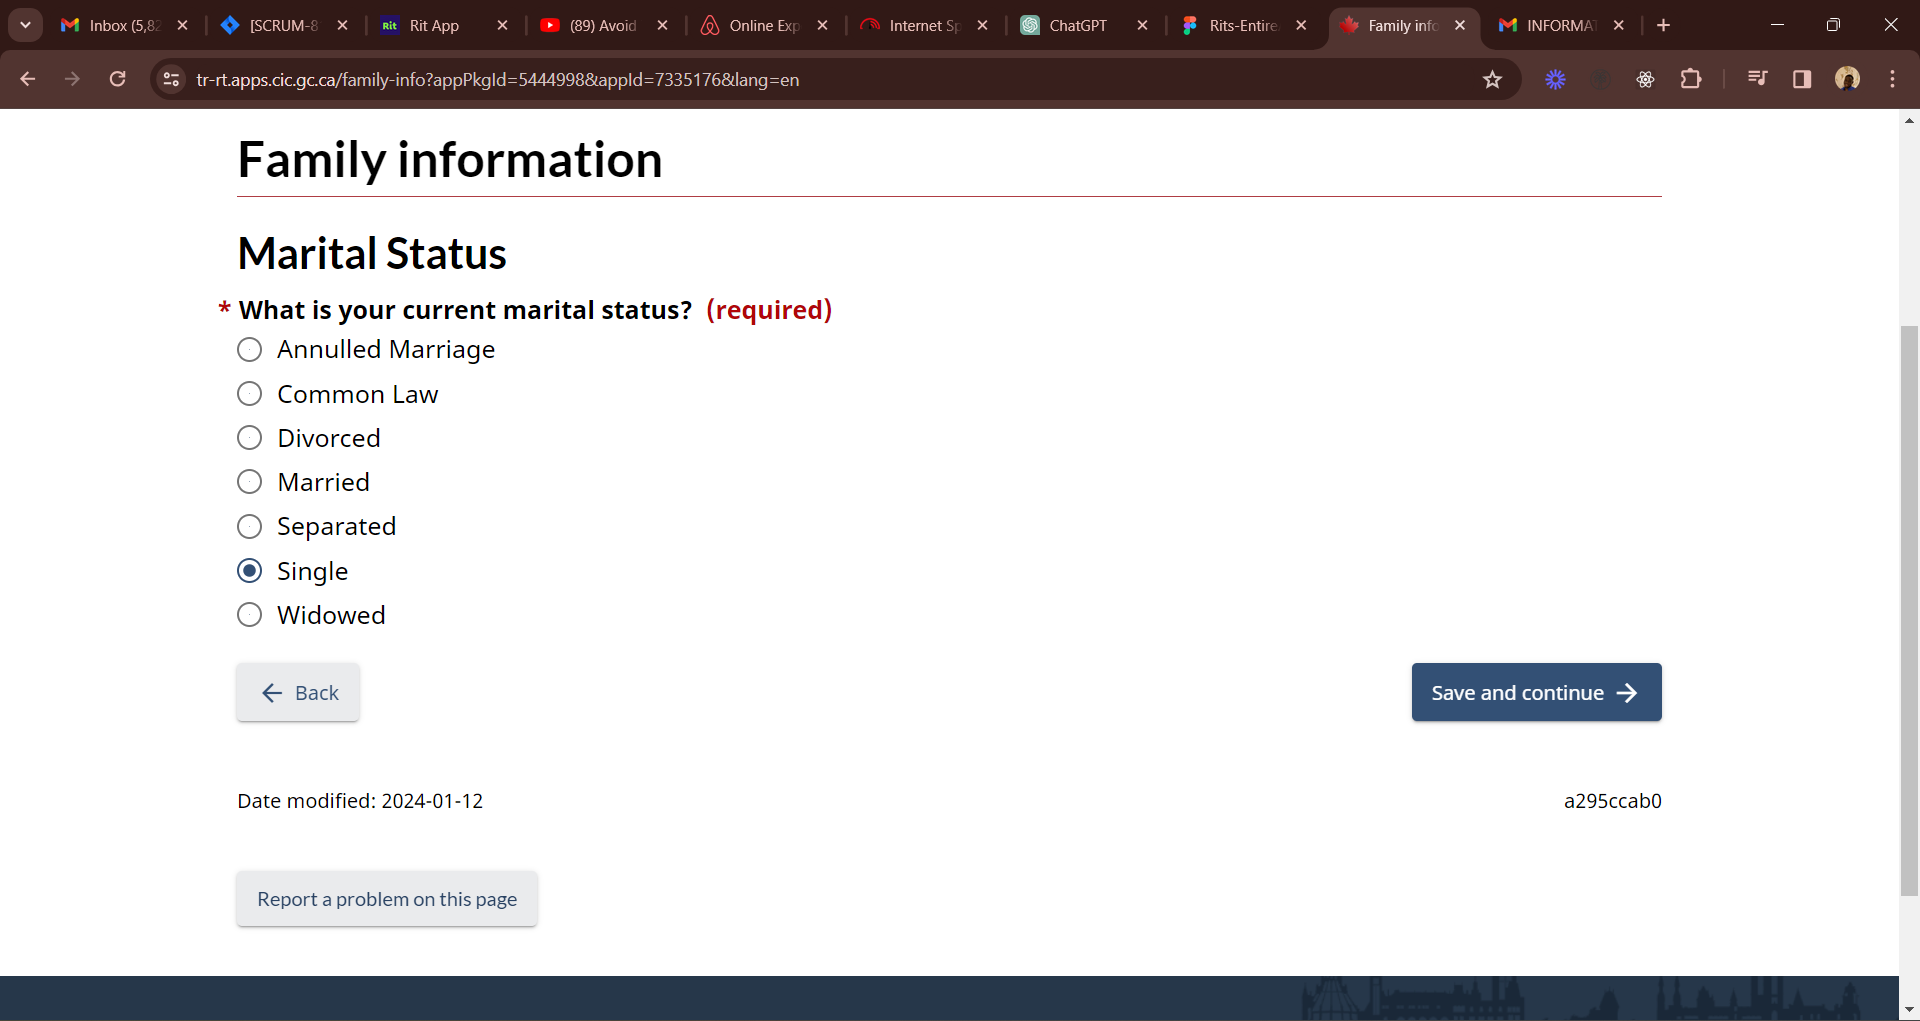 Inbox (5,82
[SCRUM-8
Rit Rit App
(89) Avoid
Online Exp
Internet Sp
ChatGPT
Rits-Entire
Family info
INFORMA
tr-rt.apps.cic.gc.ca/family-info?appPkgId=5444998&appId=7335176&lang=en
Family information
Marital Status
* What is your current marital status? (required)
Annulled Marriage
Common Law
Divorced
Married
Separated
Single
Widowed
Back
Save and continue
Date modified: 2024-01-12
a295ccab0
Report a problem on this page